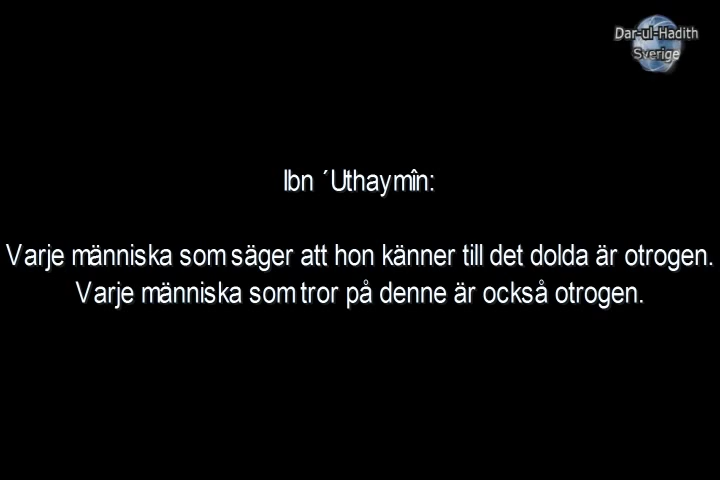 Dar-ul-Hadith
Sverige
Ibn ´Uthaymîn:
Varje människa som säger att hon känner till det dolda är otrogen.
Varje människa som tror på denne är också otrogen.